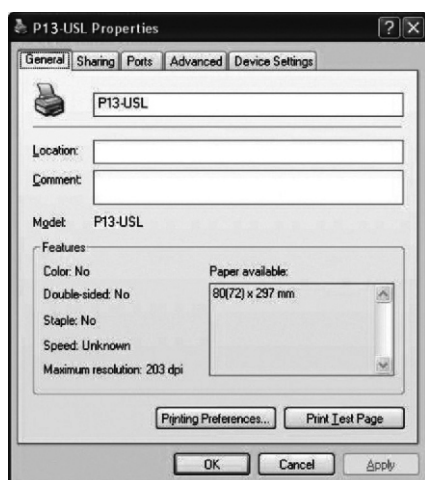 P13-USL Properties
General Sharing Ports Advanced Device Settings
P13-USL
Location:
Comment:
Model: P13-USL
Features
Color: No Paper available:
Double-sided: No 80(72) x 297 mm
Staple: No
Speed: Unknown
Maximum resolution: 203 dpi
Printing Preferences... Print Test Page
OK Cancel Apply